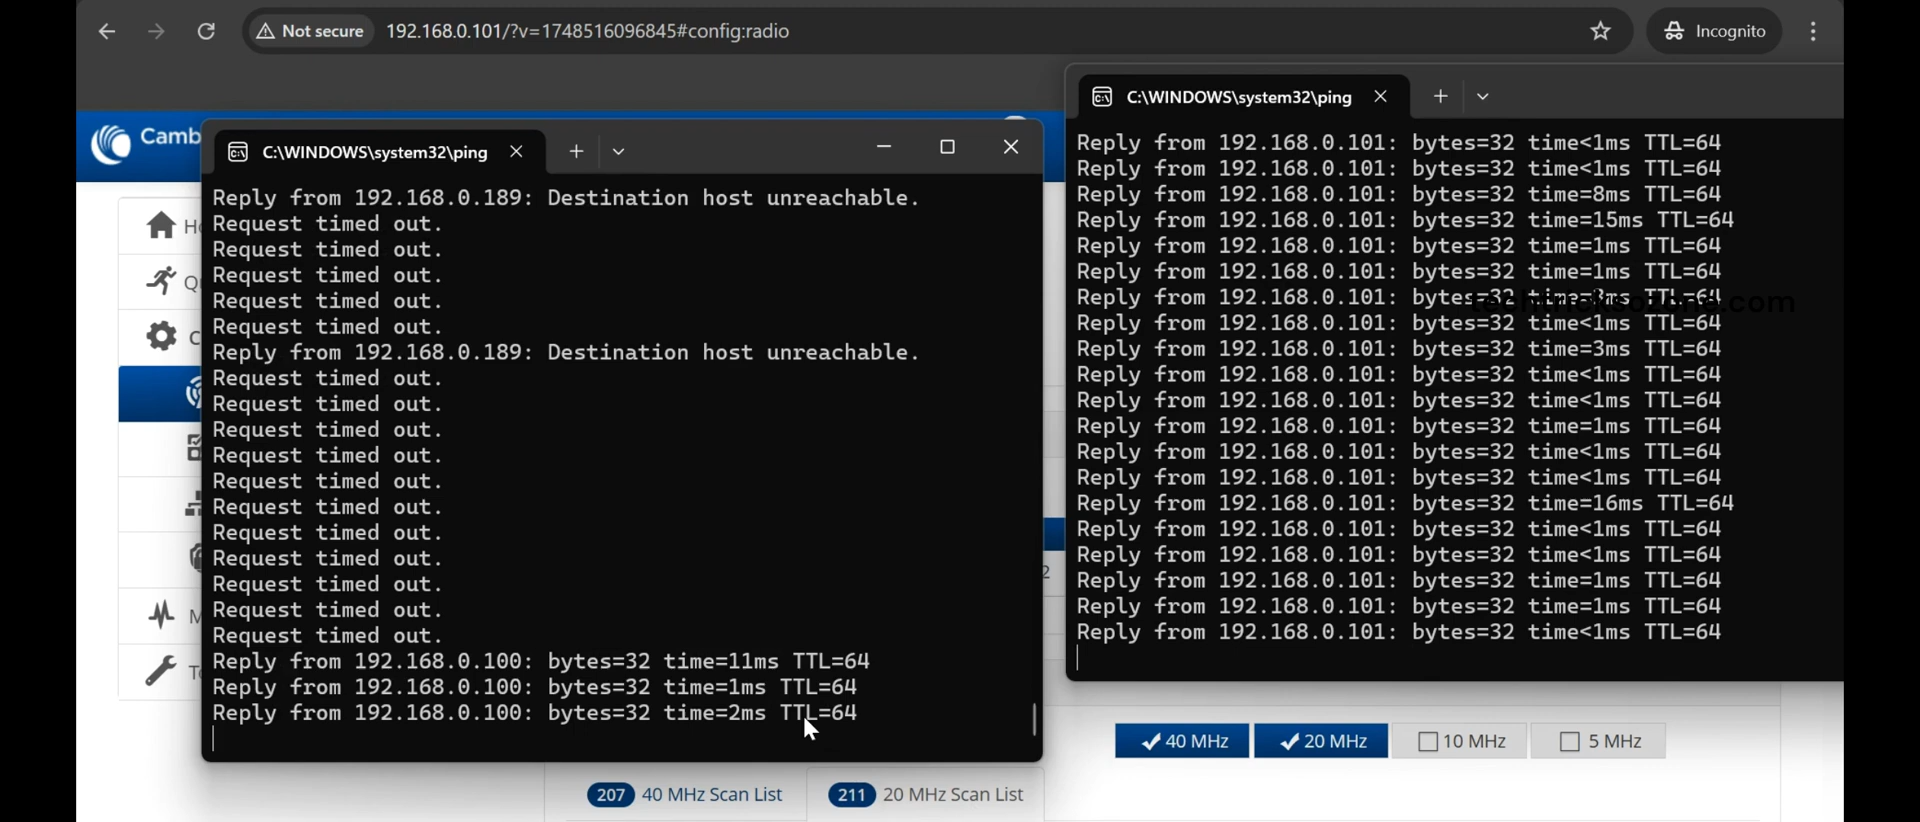 Not secure
192.168.0.101/?v=1748516096845#config:radio
Incognito
Camb
C:\WINDOWS\system32\ping
Reply from 192.168.0.189: Destination host unreachable.
Request timed out.
Request timed out.
Request timed out.
Request timed out.
Request timed out.
Reply from 192.168.0.189: Destination host unreachable.
Request timed out.
Request timed out.
Request timed out.
Request timed out.
Request timed out.
Request timed out.
Request timed out.
Request timed out.
Request timed out.
Request timed out.
Request timed out.
Reply from 192.168.0.100: bytes=32 time=11ms TTL=64
Reply from 192.168.0.100: bytes=32 time=1ms TTL=64
Reply from 192.168.0.100: bytes=32 time=2ms TTL=64
C:\WINDOWS\system32\ping
Reply from 192.168.0.101: bytes=32 time<1ms TTL=64
Reply from 192.168.0.101: bytes=32 time<1ms TTL=64
Reply from 192.168.0.101: bytes=32 time=8ms TTL=64
Reply from 192.168.0.101: bytes=32 time=15ms TTL=64
Reply from 192.168.0.101: bytes=32 time=1ms TTL=64
Reply from 192.168.0.101: bytes=32 time=1ms TTL=64
Reply from 192.168.0.101: bytes=32 TTL=64
Reply from 192.168.0.101: bytes=32 time<1ms TTL=64
Reply from 192.168.0.101: bytes=32 time=3ms TTL=64
Reply from 192.168.0.101: bytes=32 time<1ms TTL=64
Reply from 192.168.0.101: bytes=32 time<1ms TTL=64
Reply from 192.168.0.101: bytes=32 time=1ms TTL=64
Reply from 192.168.0.101: bytes=32 time<1ms TTL=64
Reply from 192.168.0.101: bytes=32 time<1ms TTL=64
Reply from 192.168.0.101: bytes=32 time=16ms TTL=64
Reply from 192.168.0.101: bytes=32 time<1ms TTL=64
Reply from 192.168.0.101: bytes=32 time<1ms TTL=64
Reply from 192.168.0.101: bytes=32 time=1ms TTL=64
Reply from 192.168.0.101: bytes=32 time=1ms TTL=64
Reply from 192.168.0.101: bytes=32 time<1ms TTL=64
40 MHz
20 MHz
10 MHz
5 MHz
207 40 MHz Scan List
211 20 MHz Scan List